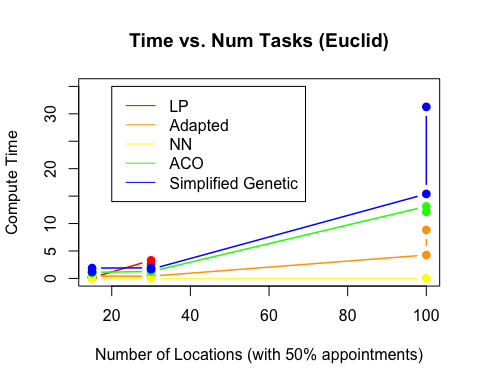 Time vs. Num Tasks (Euclid)
Compute Time
0
5
10
20
30
LP
Adapted
NN
ACO
Simplified Genetic
20
40
60
80
100
Number of Locations (with 50% appointments)